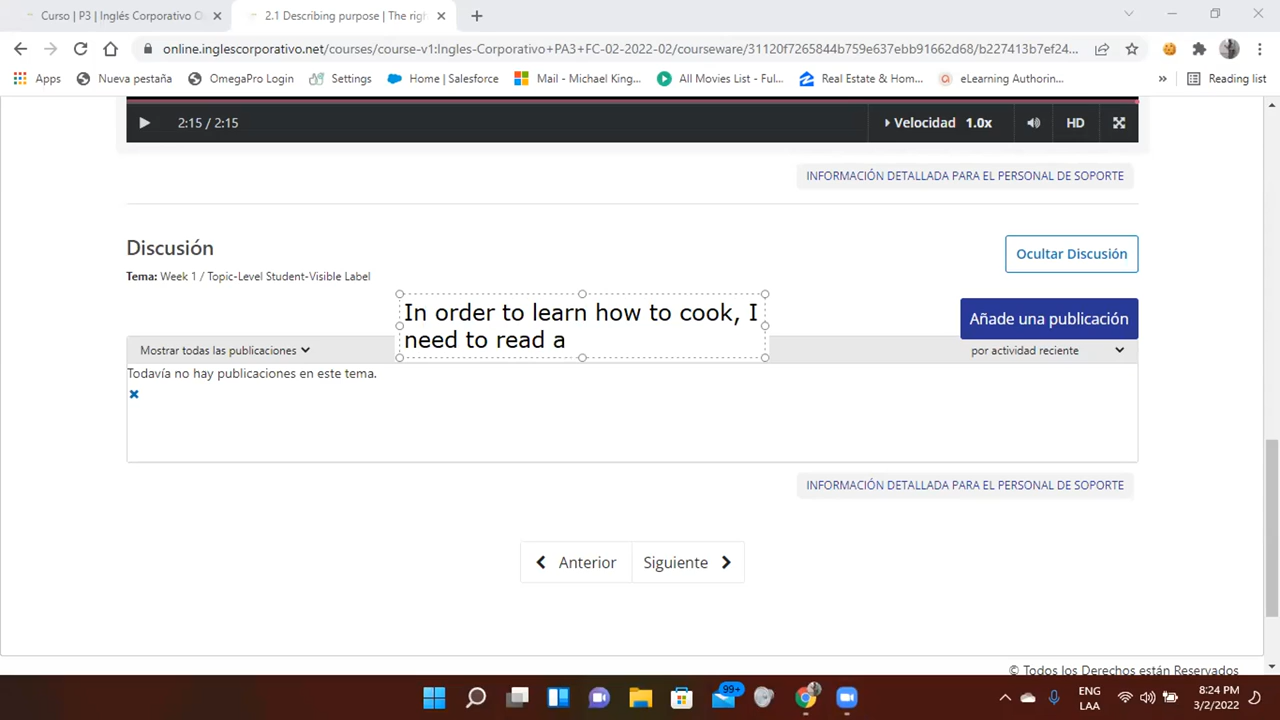 Curso | P3 | Inglés Corporativo O
2.1 Describing purpose | The righ
online.inglescorporativo.net/courses/course-v1:Ingles-Corporativo+PA3+FC-02-2022-02/courseware/31120f7265844b759e637ebb91662d68/b227413b7ef24...
Apps
Nueva pestaña
OmegaPro Login
Settings
Home | Salesforce
Mail - Michael King...
All Movies List - Ful...
Real Estate & Hom...
eLearning Authorin...
»
Reading list
2:15 / 2:15
Velocidad 1.0x
HD
INFORMACIÓN DETALLADA PARA EL PERSONAL DE SOPORTE
Discusión
Ocultar Discusión
Tema: Week 1 / Topic-Level Student-Visible Label
In order to learn how to cook, I
need to read a
Añade una publicación
Mostrar todas las publicaciones
por actividad reciente
Todavía no hay publicaciones en este tema.
INFORMACIÓN DETALLADA PARA EL PERSONAL DE SOPORTE
Anterior
Siguiente
© Todos los Derechos están Reservados
99+
ENG
LAA
8:24 PM
3/2/2022